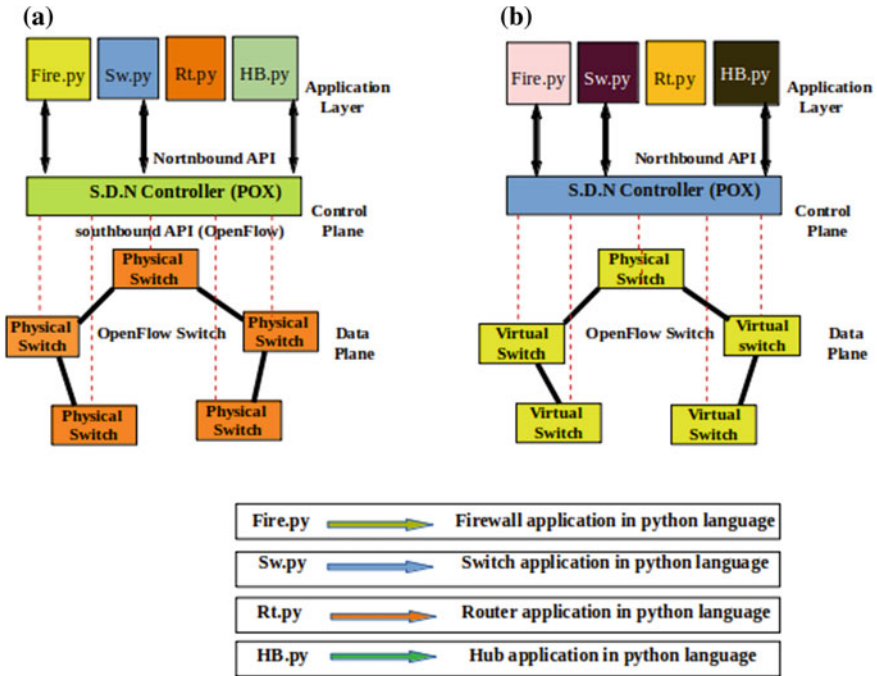 (a)
Fire.py
Sw.py
Rt.py
HB.py
Application
Layer
Nortnbound API
S.D.N Controller (POX)
Control
Plane
southbound API (OpenFlow)
Physical
Switch
Physical
Switch
OpenFlow Switch
Physical
Switch
Data
Plane
Physical
Switch
Physical
Switch
(b)
Fire.py
Sw.py
Rt.py
HB.py
Application
Layer
Northbound API
S.D.N Controller (POX)
Control
Plane
Physical
Switch
Virtual
Switch
OpenFlow Switch
Virtual
switch
Data
Plane
Virtual
Switch
Virtual
Switch
Fire.py Firewall application in python language
Sw.py Switch application in python language
Rt.py Router application in python language
HB.py Hub application in python language